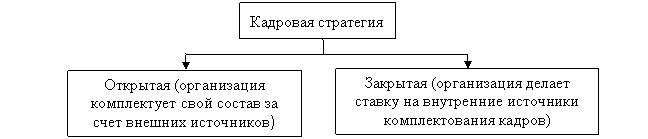 Кадровая стратегия
Открытая (организация
комплектует свой состав за
счет внешних источников)
Закрытая (организация делает
ставку на внутренние источники
комплектования кадров)